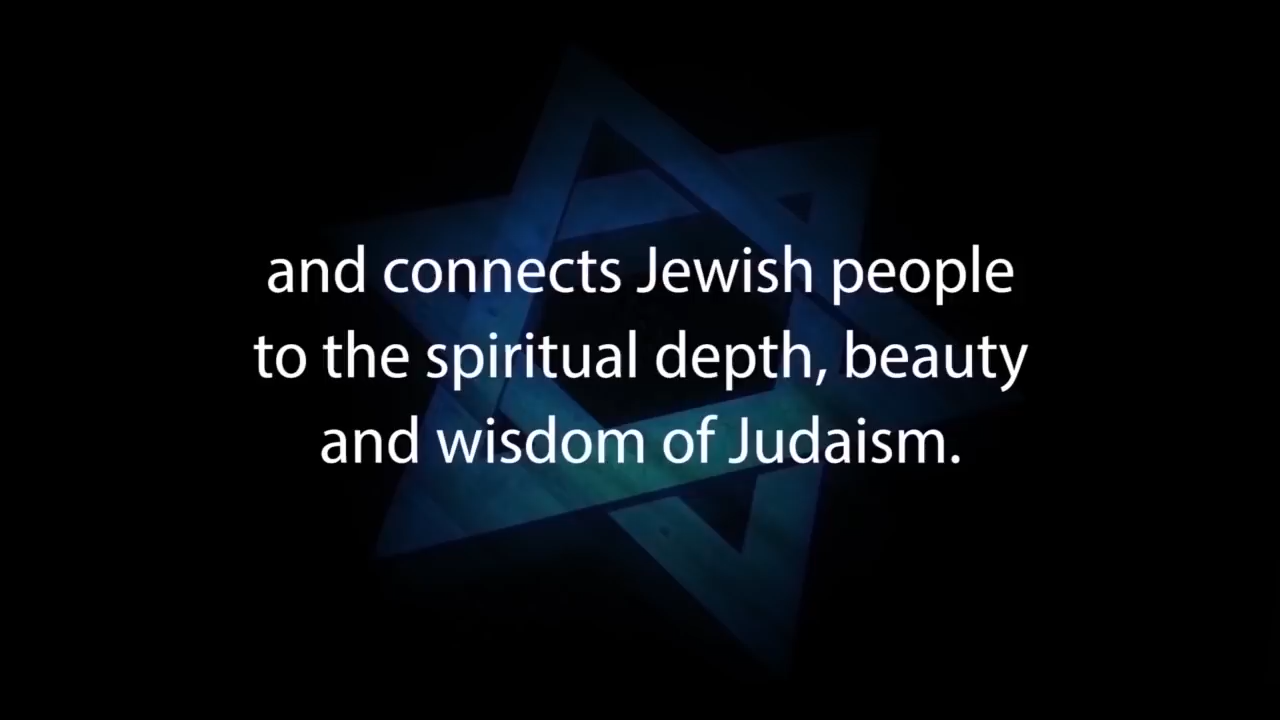 and connects Jewish people
to the spiritual depth, beauty
and wisdom of Judaism.